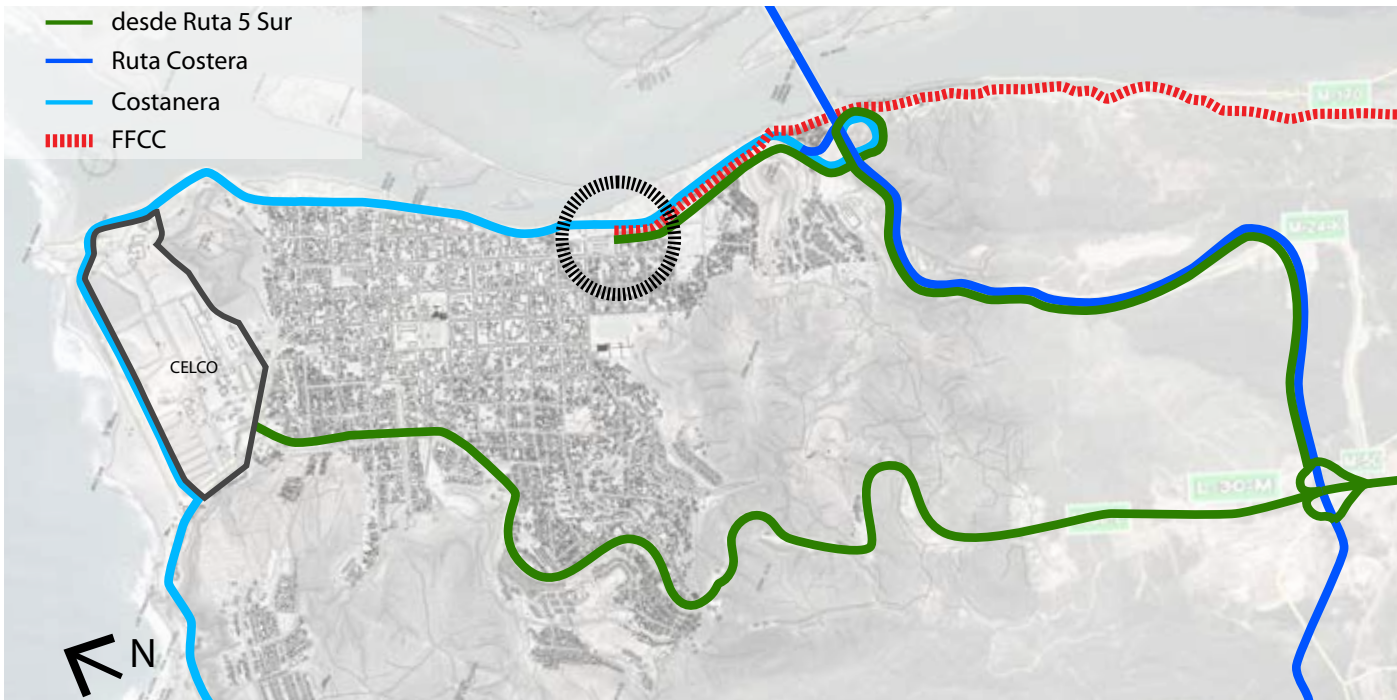 desde Ruta 5 Sur
Ruta Costera
Costanera
FFCC
CELCO
L-30-M
N